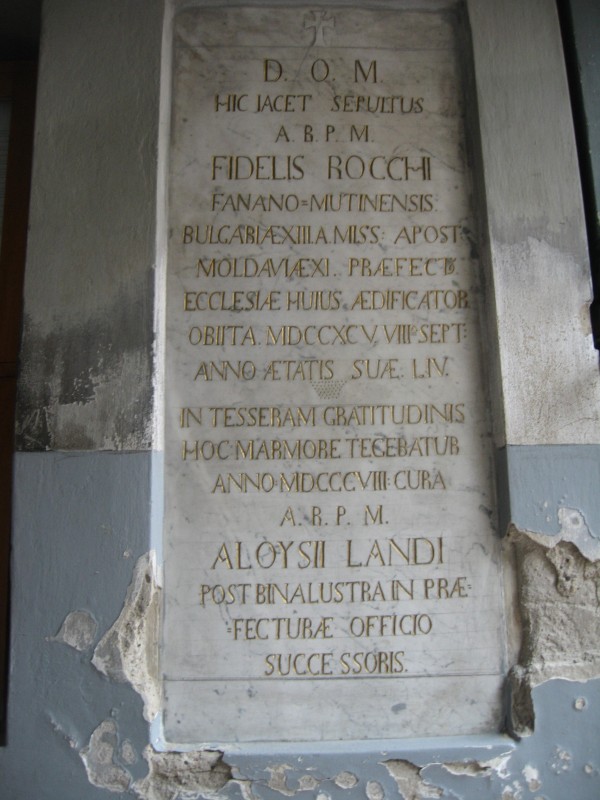 D. O. M.
HIC IACET SEPULTUS
A. R. P. M.
FIDELIS ROCCHI
FANANO=MUTINENSIS.
BULGARIÆ XIII. A. MISS: APOST.
MOLDAVIÆ XI. PRÆFECTS.
ECCLESIÆ HUIUS ÆDIFICATOR
OBIIT A. MDCCXCV. VIII° SEPT:
ANNO ÆTATIS SUÆ LIV.
IN TESSERAM GRATITUDINIS
HOC MARMORE TEGEBATUR
ANNO MDCCCVIII: CURA
A. R. P. M.
ALOYSII LANDI
POST BINA LUSTRA IN PRÆ=
=FECTURÆ OFFICIO
SUCCESSORIS.